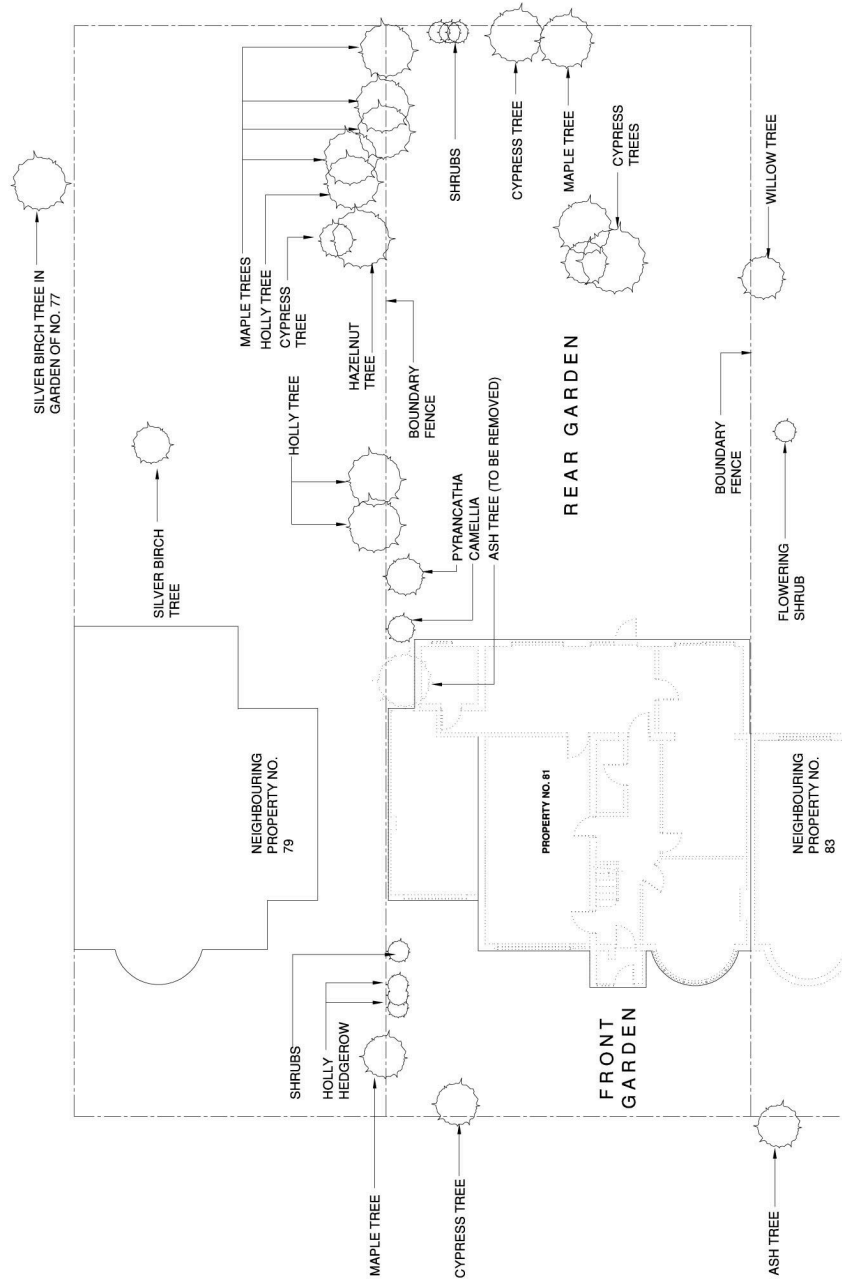 SILVER BIRCH TREE IN
GARDEN OF NO. 77
SILVER BIRCH
TREE
MAPLE TREES
HOLLY TREE
CYPRESS
TREE
HOLLY TREE
HAZELNUT
TREE
NEIGHBOURING
PROPERTY NO.
79
SHRUBS
HOLLY
HEDGEROW
MAPLE TREE
BOUNDARY
FENCE
SHRUBS
PYRANCATHA
CAMELLIA
ASH TREE (TO BE REMOVED)
CYPRESS TREE
CYPRESS TREE
MAPLE TREE
PROPERTY NO. 81
REAR GARDEN
CYPRESS
TREES
FRONT
GARDEN
BOUNDARY
FENCE
WILLOW TREE
FLOWERING
SHRUB
NEIGHBOURING
PROPERTY NO.
83
ASH TREE